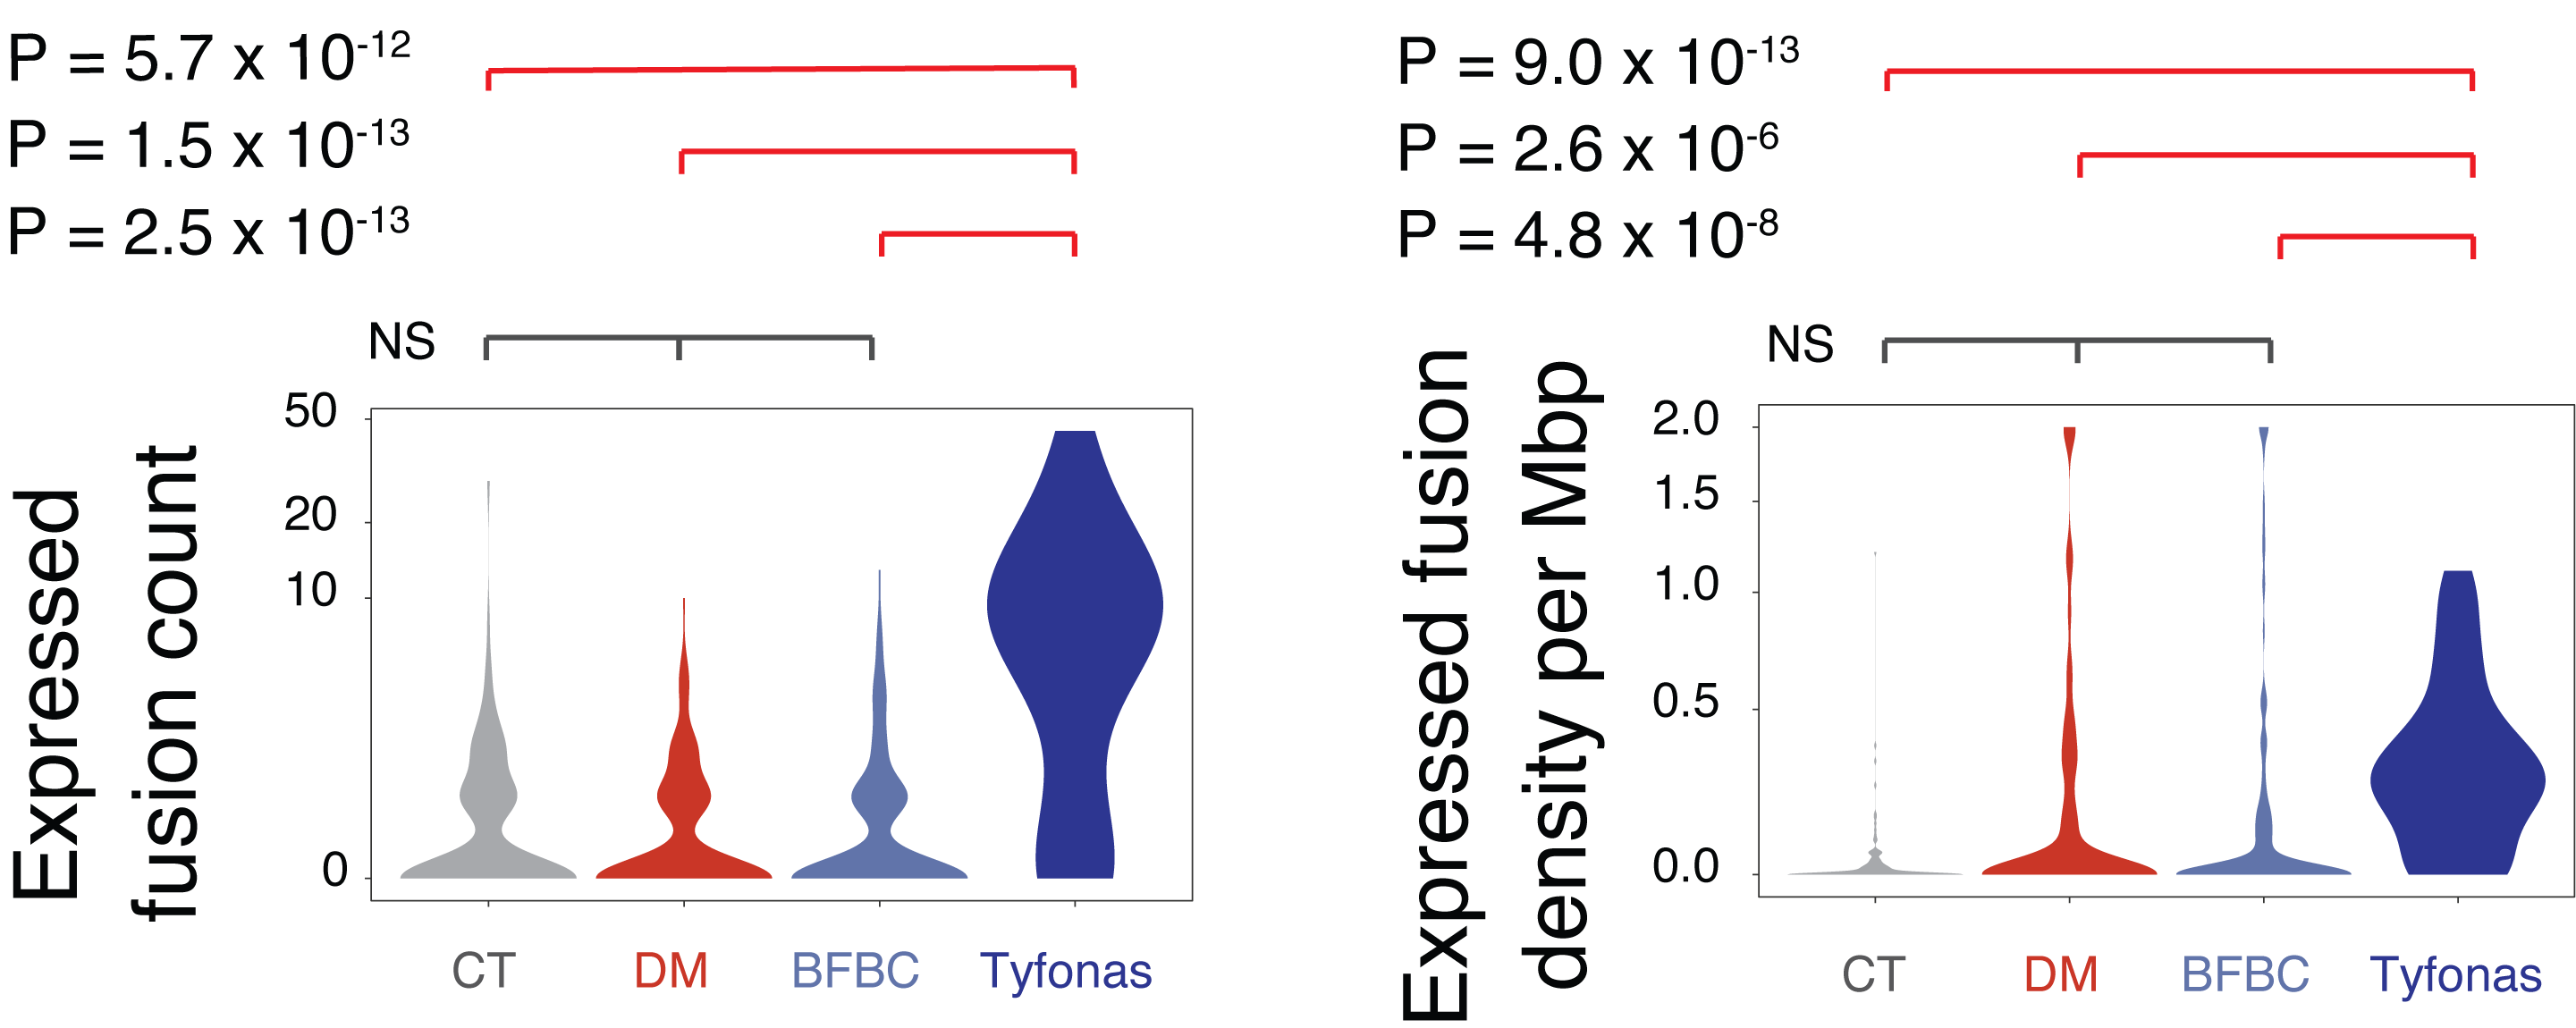 P = 5.7 x 10⁻¹²
P = 1.5 x 10⁻¹³
P = 2.5 x 10⁻¹³
NS
Expressed
fusion count
50
20
10
0
CT DM BFBC Tyfonas
P = 9.0 x 10⁻¹³
P = 2.6 x 10⁻⁶
P = 4.8 x 10⁻⁸
NS
Expressed fusion
density per Mbp
2.0
1.5
1.0
0.5
0.0
CT DM BFBC Tyfonas